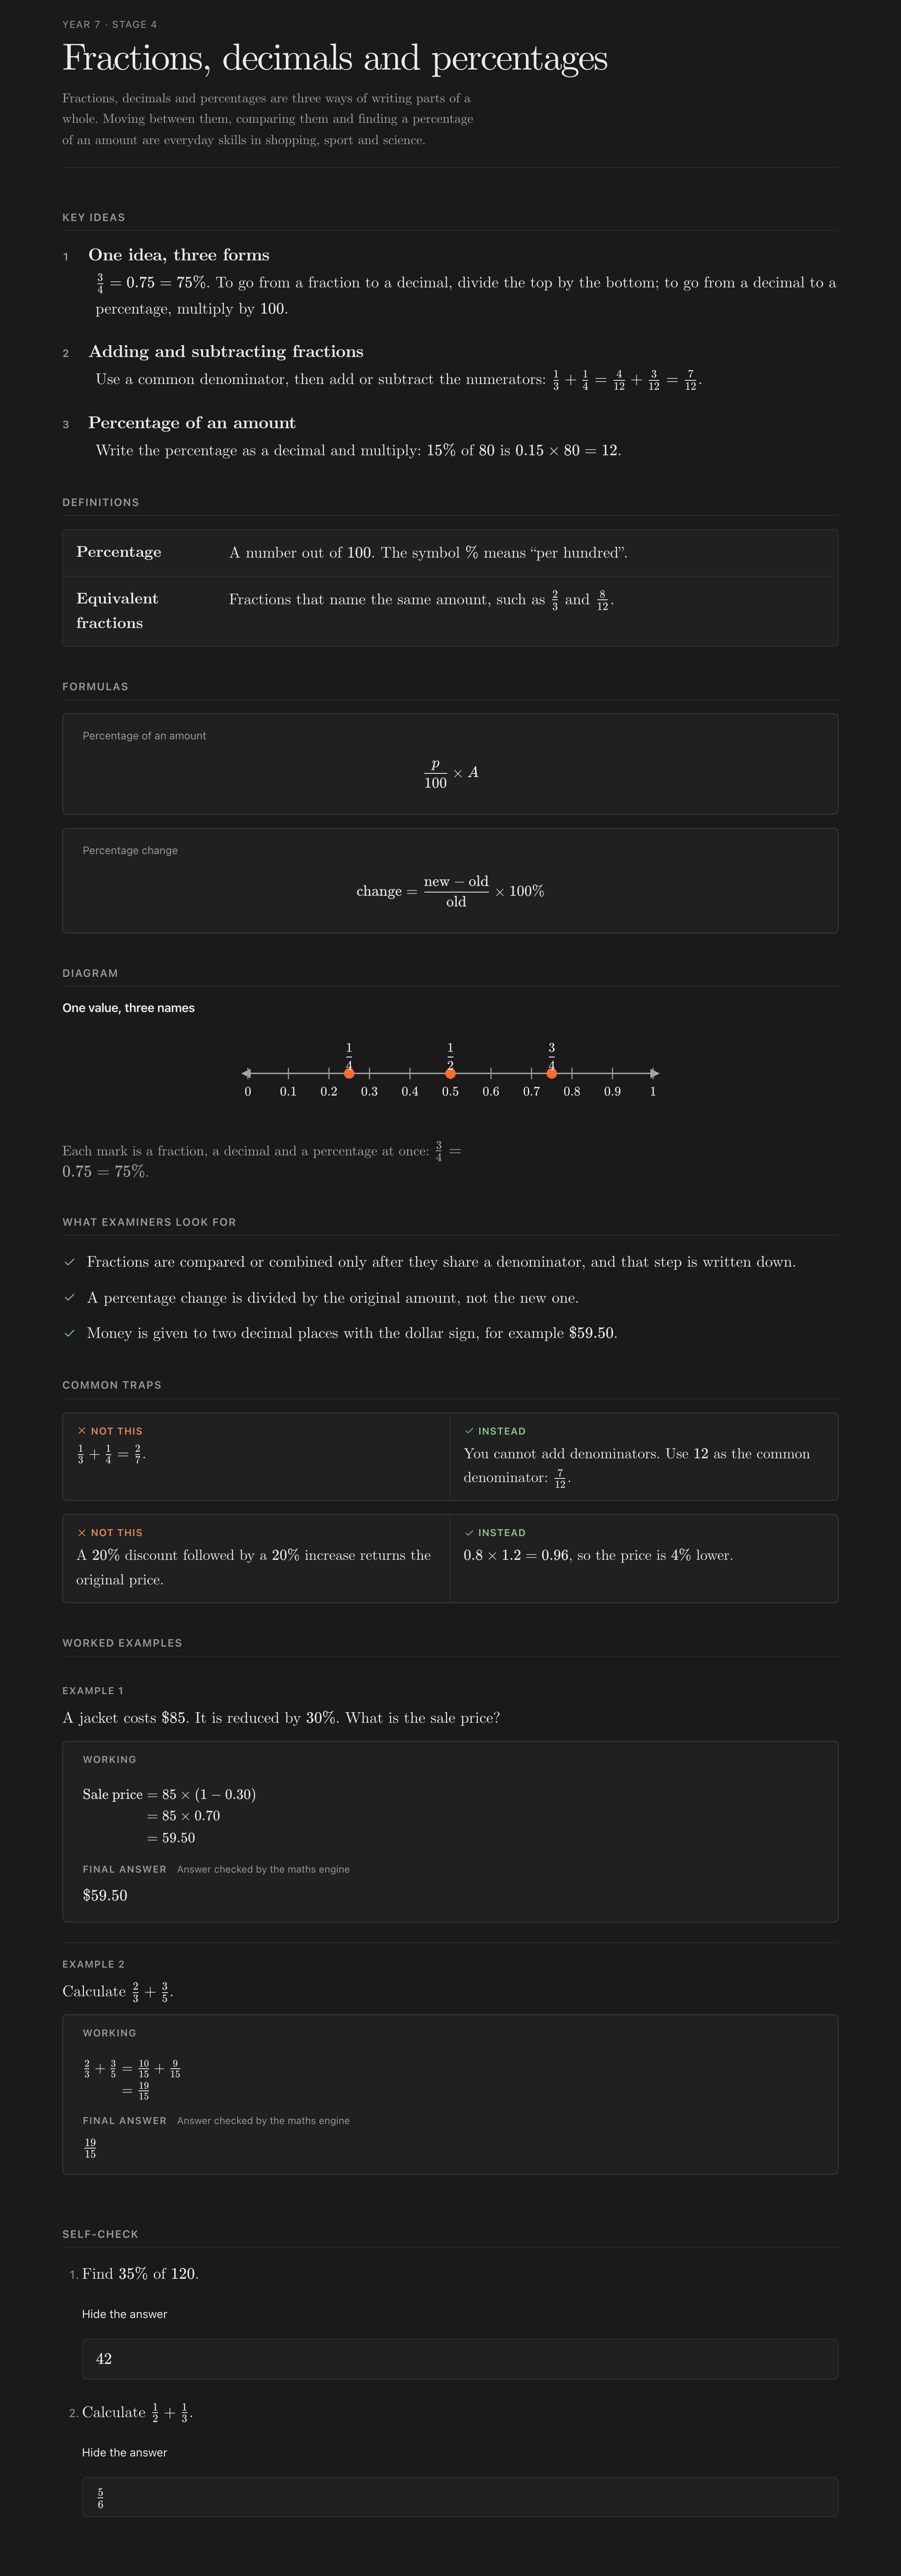 YEAR 7 · STAGE 4
Fractions, decimals and percentages
Fractions, decimals and percentages are three ways of writing parts of a
whole. Moving between them, comparing them and finding a percentage
of an amount are everyday skills in shopping, sport and science.
KEY IDEAS
1 One idea, three forms
3/4 = 0.75 = 75%. To go from a fraction to a decimal, divide the top by the bottom; to go from a decimal to a
percentage, multiply by 100.
2 Adding and subtracting fractions
Use a common denominator, then add or subtract the numerators: 1/3 + 1/4 = 4/12 + 3/12 = 7/12.
3 Percentage of an amount
Write the percentage as a decimal and multiply: 15% of 80 is 0.15 × 80 = 12.
DEFINITIONS
Percentage A number out of 100. The symbol % means “per hundred”.
Equivalent Fractions that name the same amount, such as 2/3 and 8/12.
fractions
FORMULAS
Percentage of an amount
p/100 × A
Percentage change
change = (new − old)/old × 100%
DIAGRAM
One value, three names
1/4 1/2 3/4
0 0.1 0.2 0.3 0.4 0.5 0.6 0.7 0.8 0.9 1
Each mark is a fraction, a decimal and a percentage at once: 3/4 =
0.75 = 75%.
WHAT EXAMINERS LOOK FOR
✓ Fractions are compared or combined only after they share a denominator, and that step is written down.
✓ A percentage change is divided by the original amount, not the new one.
✓ Money is given to two decimal places with the dollar sign, for example $59.50.
COMMON TRAPS
× NOT THIS
1/3 + 1/4 = 2/7.
✓ INSTEAD
You cannot add denominators. Use 12 as the common
denominator: 7/12.
× NOT THIS
A 20% discount followed by a 20% increase returns the
original price.
✓ INSTEAD
0.8 × 1.2 = 0.96, so the price is 4% lower.
WORKED EXAMPLES
EXAMPLE 1
A jacket costs $85. It is reduced by 30%. What is the sale price?
WORKING
Sale price = 85 × (1 − 0.30)
= 85 × 0.70
= 59.50
FINAL ANSWER Answer checked by the maths engine
$59.50
EXAMPLE 2
Calculate 2/3 + 3/5.
WORKING
2/3 + 3/5 = 10/15 + 9/15
= 19/15
FINAL ANSWER Answer checked by the maths engine
19/15
SELF-CHECK
1. Find 35% of 120.
Hide the answer
42
2. Calculate 1/2 + 1/3.
Hide the answer
5/6